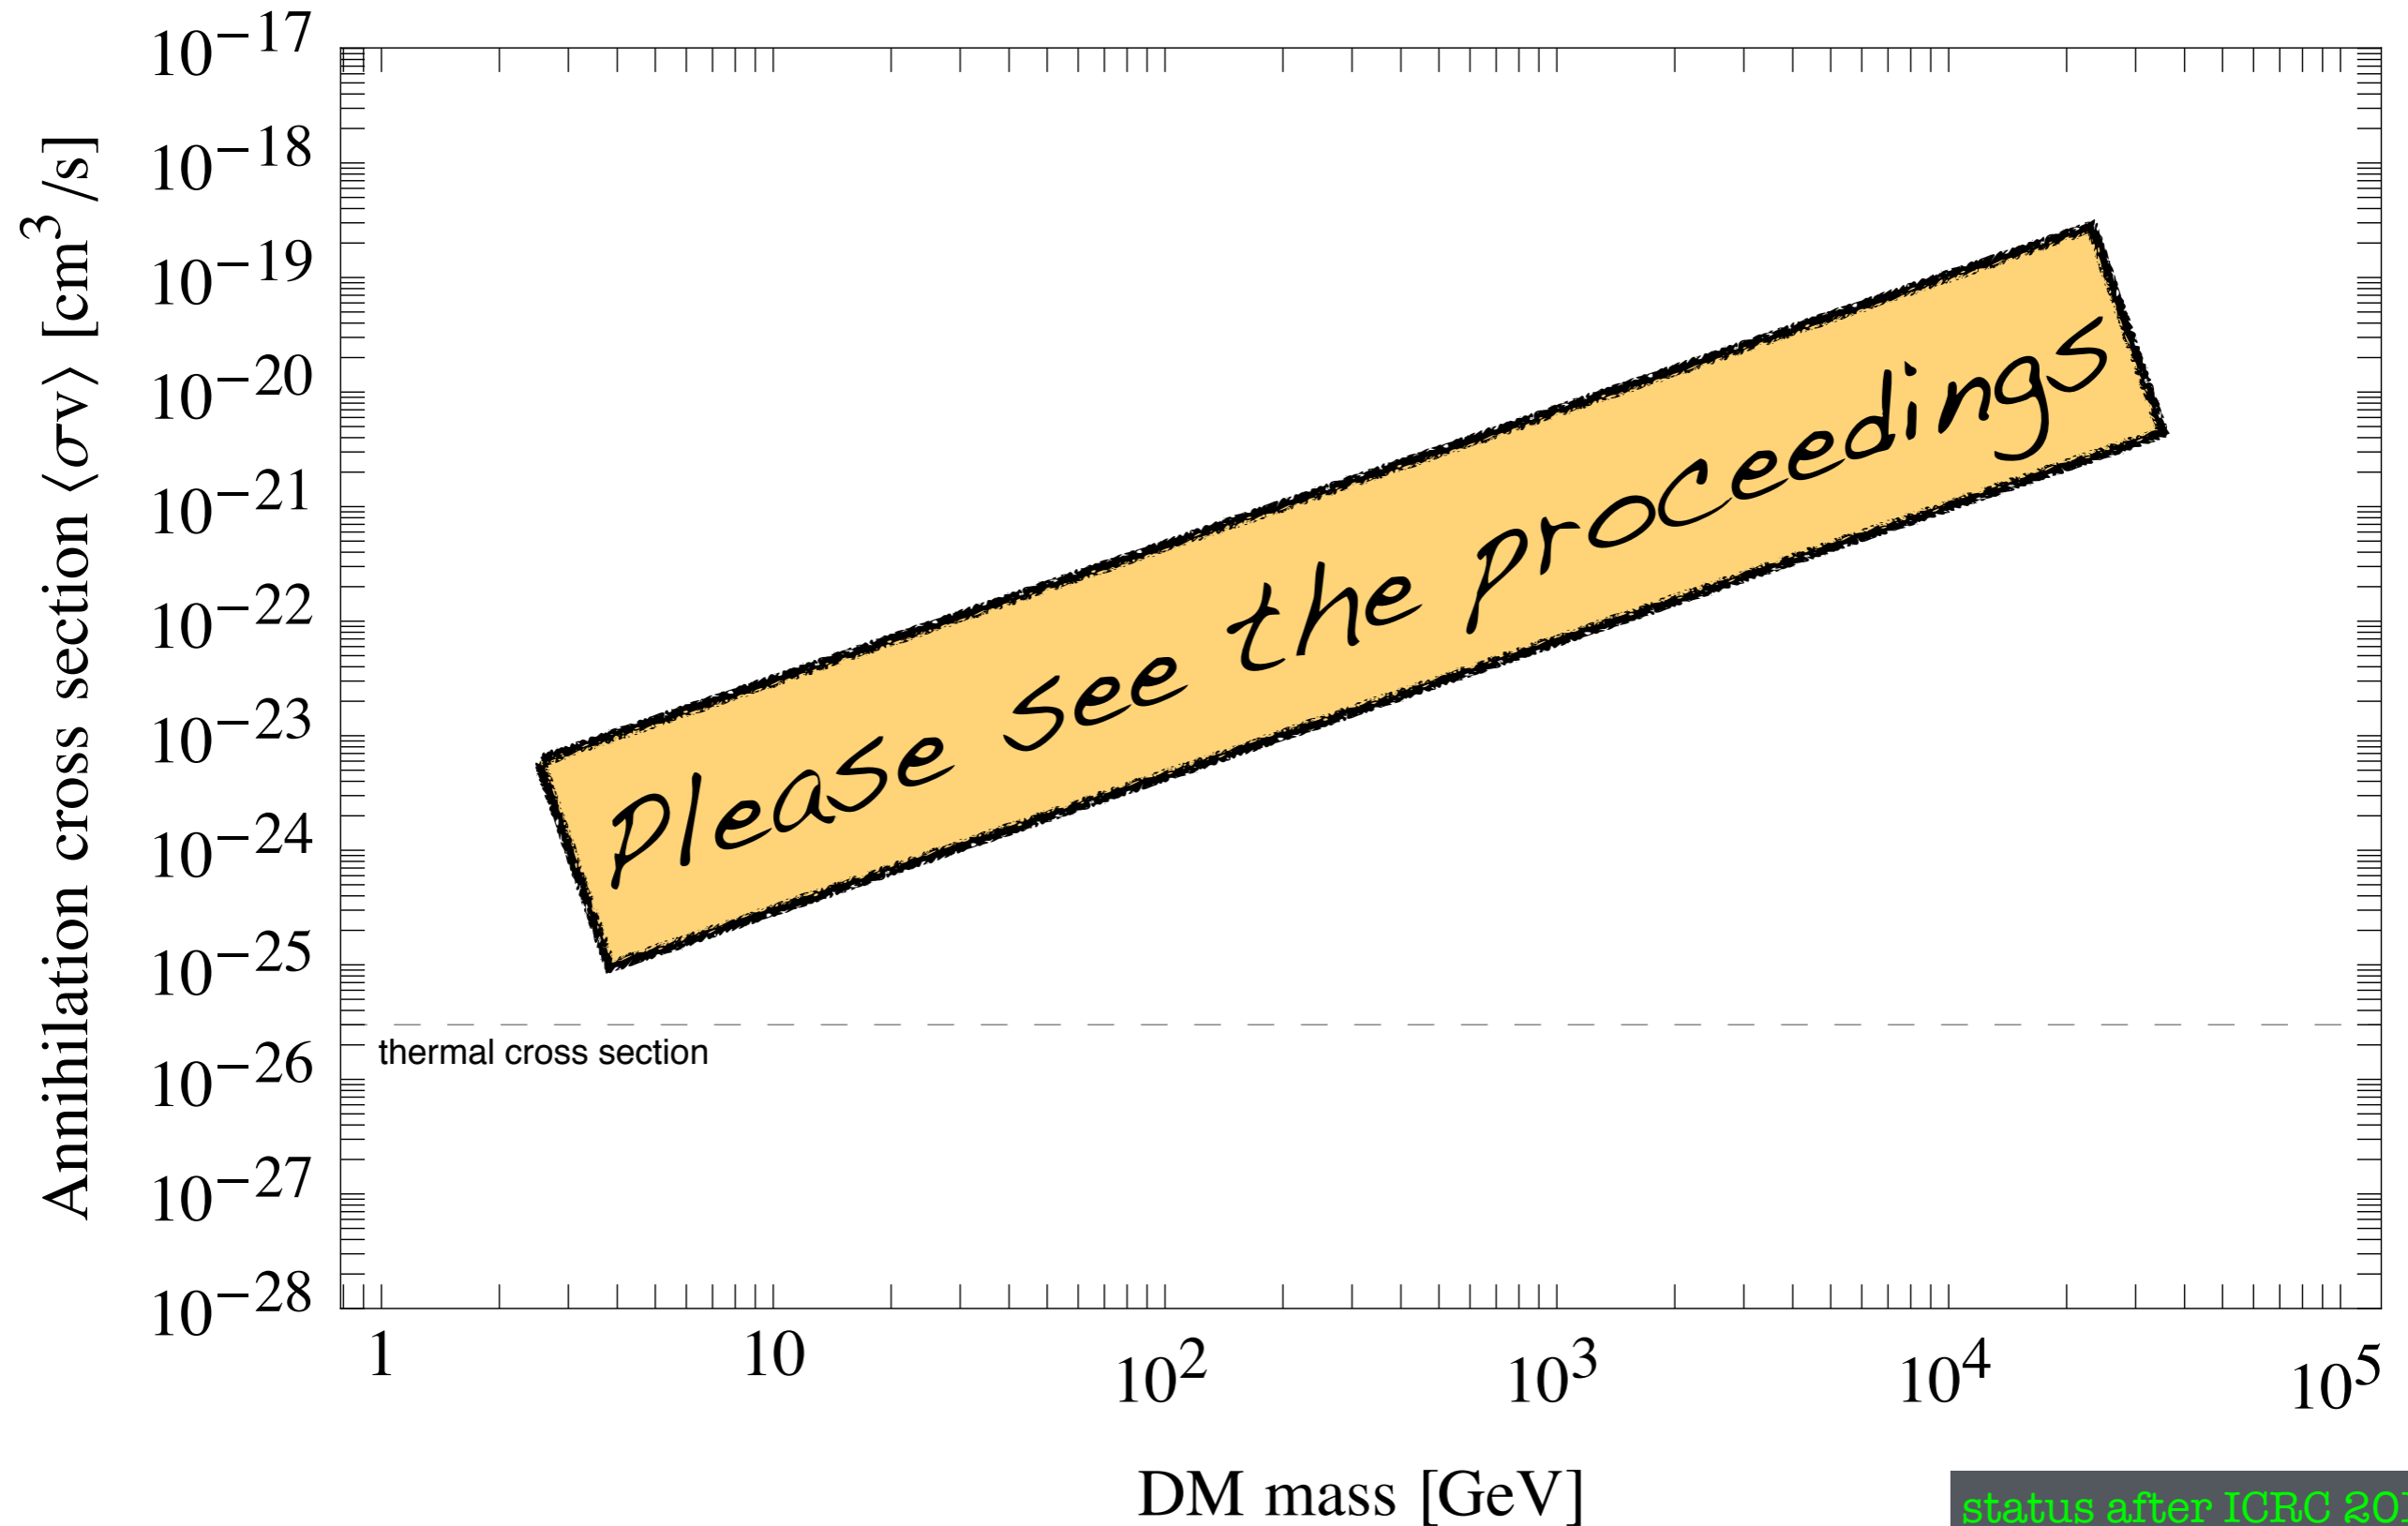 10−17
10−18
10−19
10−20
10−21
10−22
10−23
10−24
10−25
10−26
10−27
10−28
Annihilation cross section ⟨σv⟩ [cm³/s]
Please see the proceedings
thermal cross section
1 10 10² 10³ 10⁴ 10⁵
DM mass [GeV]
status after ICRC